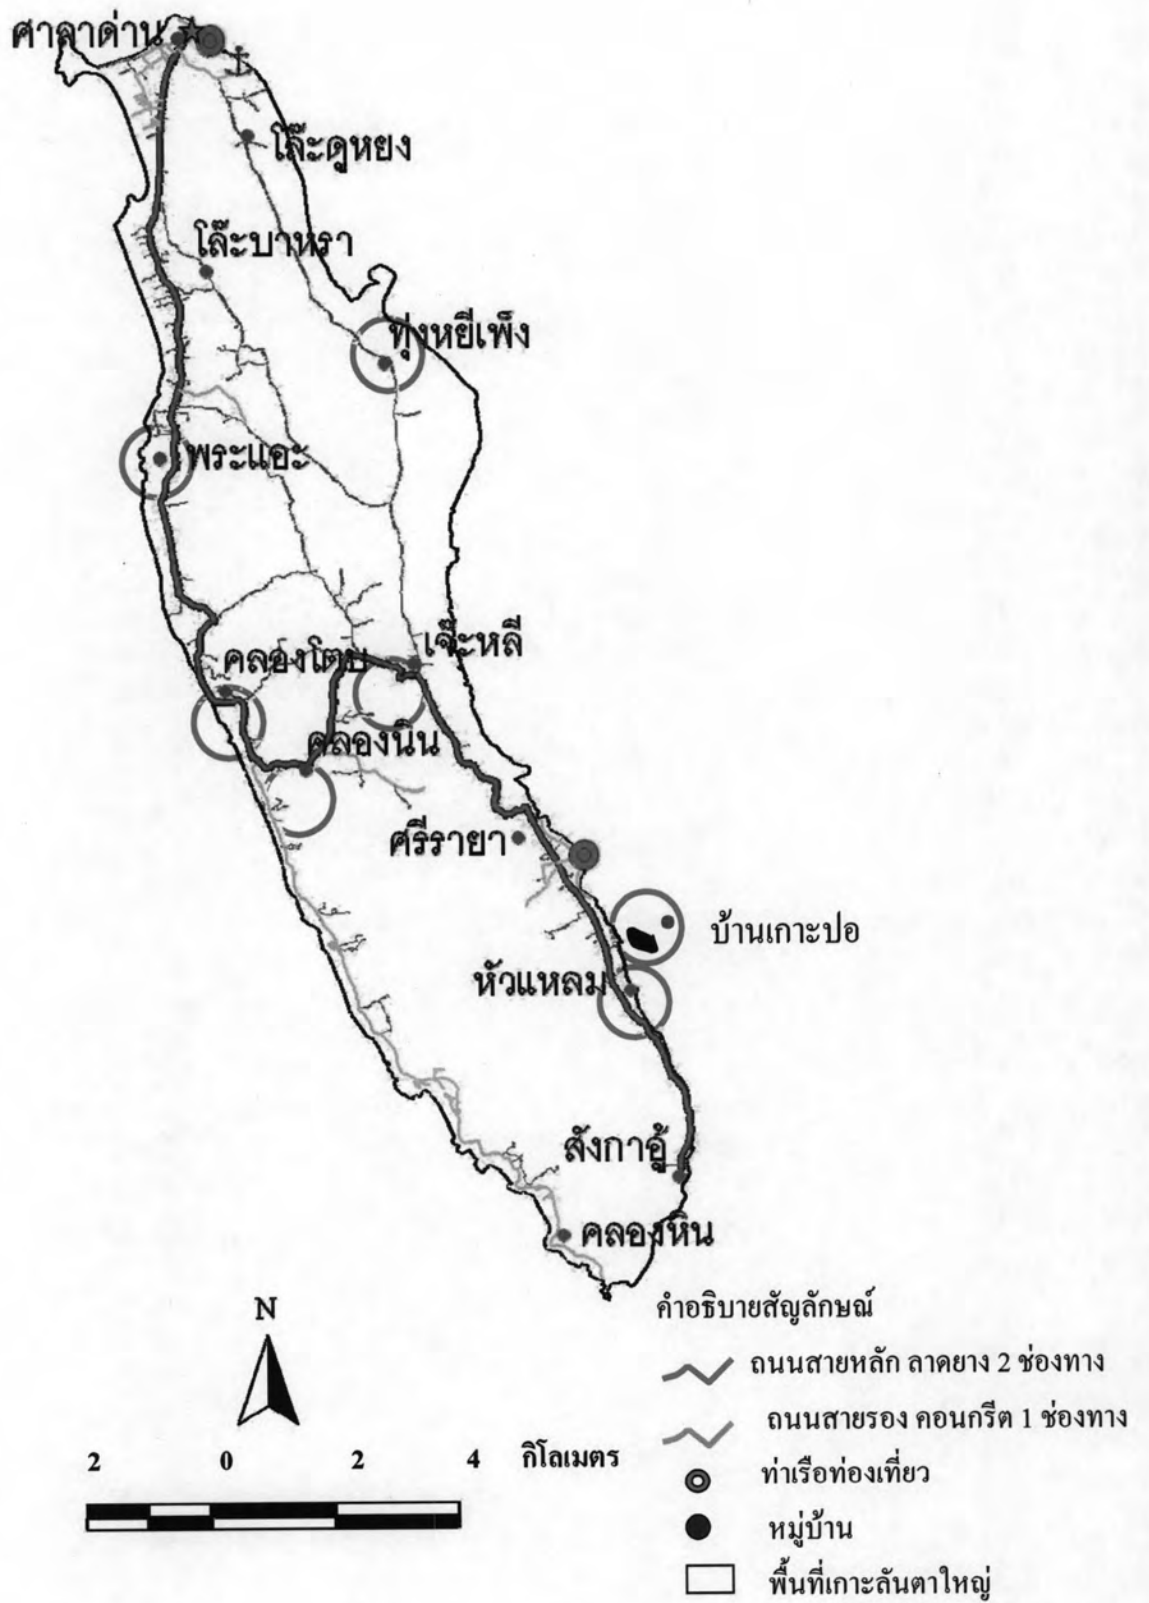 ศาลาด่าน
โล๊ะดูหยง
โล๊ะบาหรา
ทุ่งหยีเพ็ง
พระแอะ
เจ๊ะหลี
คลองโตบ
คลองนิน
ศรีรายา
บ้านเกาะปอ
หัวแหลม
สังกาอู้
คลองหิน
N
คำอธิบายสัญลักษณ์
ถนนสายหลัก ลาดยาง 2 ช่องทาง
ถนนสายรอง คอนกรีต 1 ช่องทาง
2 0 2 4 กิโลเมตร
ท่าเรือท่องเที่ยว
หมู่บ้าน
พื้นที่เกาะลันตาใหญ่